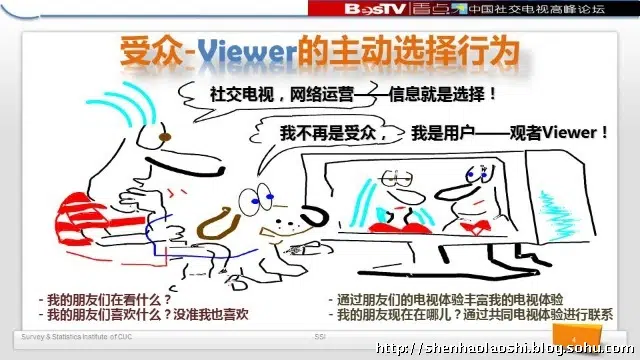 BesTV 百点 中国社交电视高峰论坛
受众-Viewer的主动选择行为
社交电视，网络运营——信息就是选择！
我不再是受众，我是用户——观者Viewer！
- 我的朋友们在看什么？
- 我的朋友们喜欢什么？没准我也喜欢
- 通过朋友们的电视体验丰富我的电视体验
- 我的朋友现在在哪儿？通过共同电视体验进行联系
Survey & Statistics Institute of CUC
SSI
http://shenhaolaoshi.blog.sohu.com